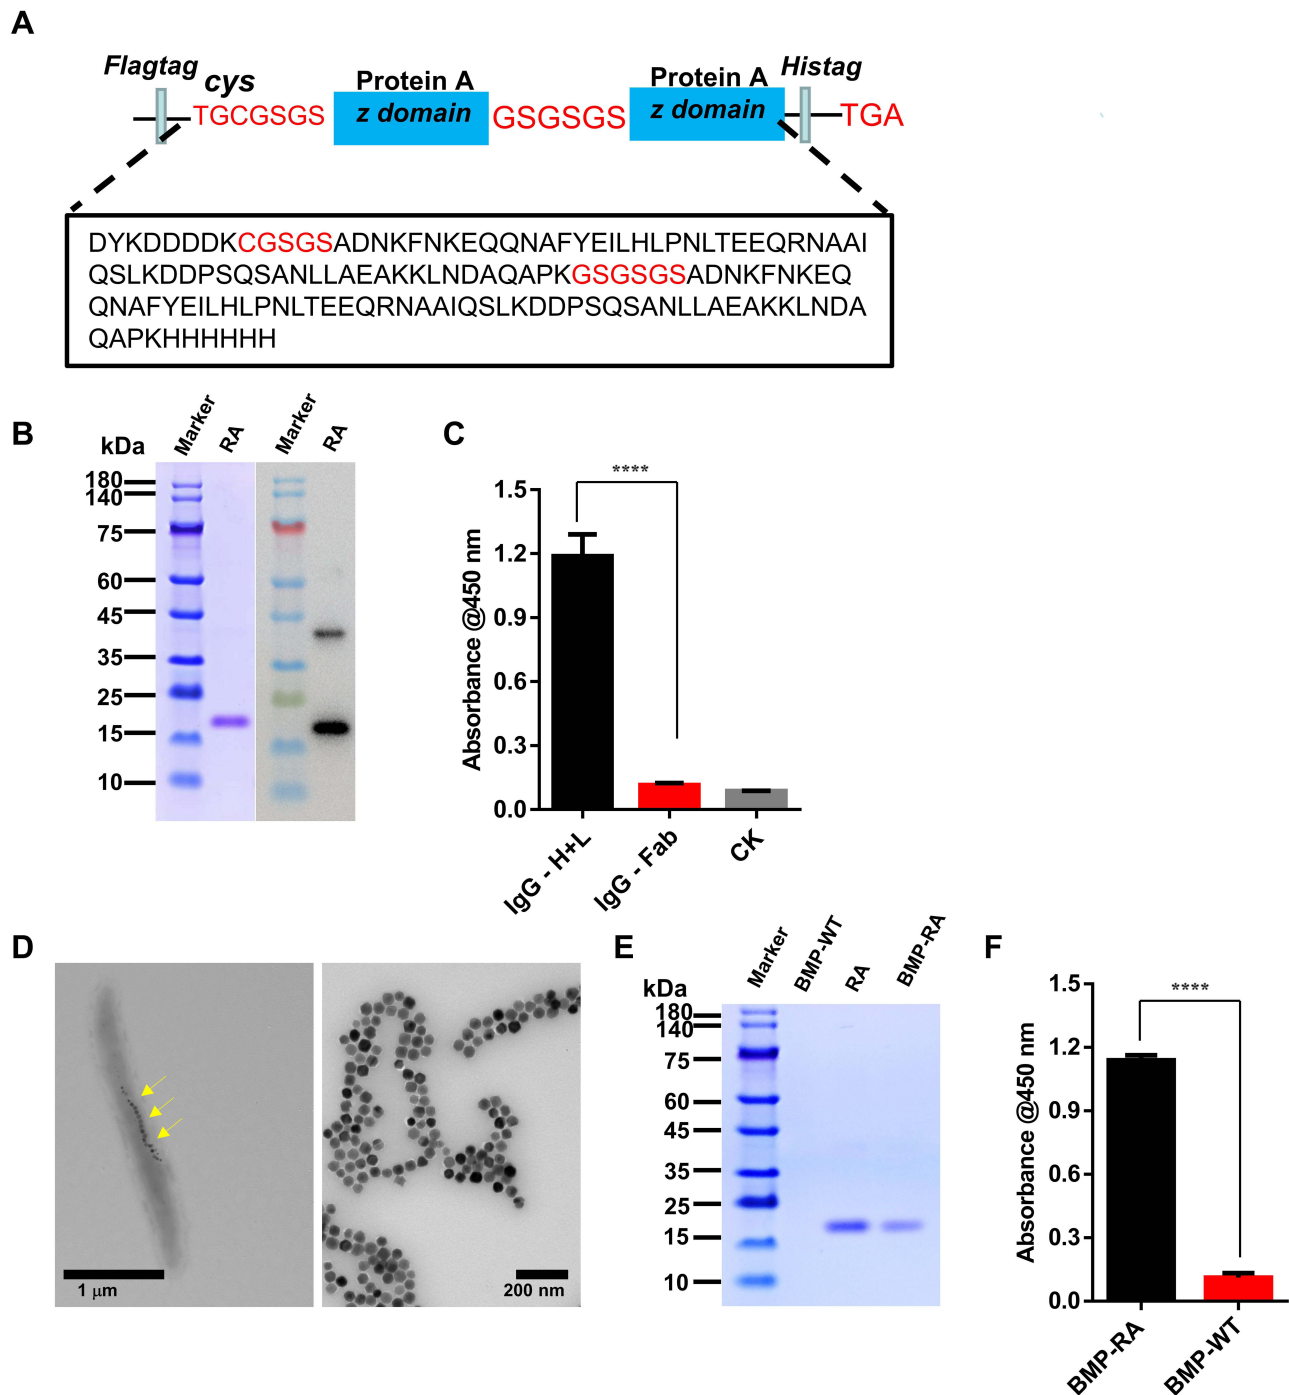 A
Flagtag
cys
TGCGSGS
Protein A
z domain
GSGSGS
Protein A
z domain
Histag
TGA
DYKDDDDKCGSGSADNKFNKEQQNAFYEILHLPNLTEEQRNAAI
QSLKDDPSQSANLLAEAKKLNDAQAPKGSGSGSADNKFNKEQ
QNAFYEILHLPNLTEEQRNAAIQSLKDDPSQSANLLAEAKKLNDA
QAPKHHHHHH
B
kDa
Marker
RA
Marker
RA
180
140
75
60
45
35
25
15
10
C
Absorbance @450 nm
1.5
1.2
0.9
0.6
0.3
0.0
****
IgG - H+L
IgG - Fab
CK
D
1 μm
200 nm
E
kDa
Marker
BMP-WT
RA
BMP-RA
180
140
75
60
45
35
25
15
10
F
Absorbance @450 nm
1.5
1.2
0.9
0.6
0.3
0.0
****
BMP-RA
BMP-WT